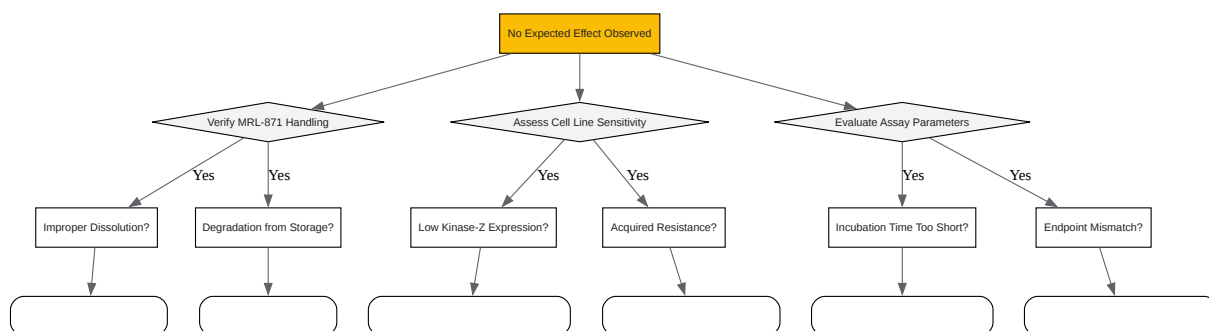 No Expected Effect Observed
Verify MRL-871 Handling
Assess Cell Line Sensitivity
Evaluate Assay Parameters
Yes
Yes
Yes
Yes
Yes
Yes
Improper Dissolution?
Degradation from Storage?
Low Kinase-Z Expression?
Acquired Resistance?
Incubation Time Too Short?
Endpoint Mismatch?